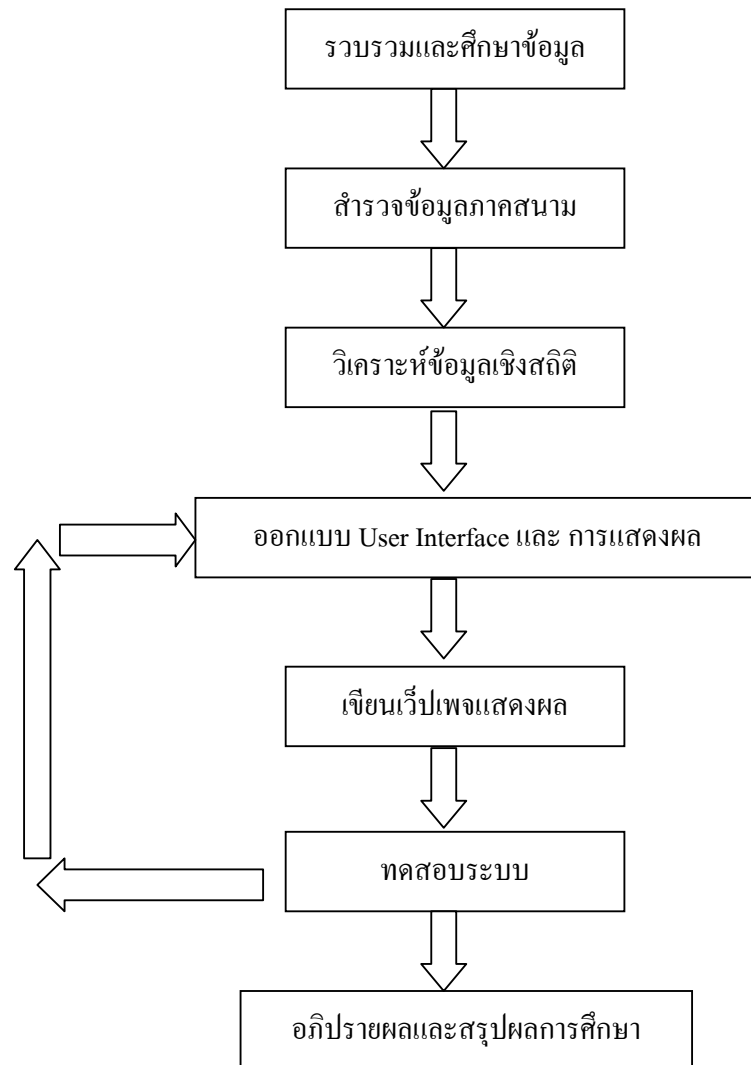 รวบรวมและศึกษาข้อมูล
สำรวจข้อมูลภาคสนาม
วิเคราะห์ข้อมูลเชิงสถิติ
ออกแบบ User Interface และ การแสดงผล
เขียนเว็ปเพจแสดงผล
ทดสอบระบบ
อภิปรายผลและสรุปผลการศึกษา